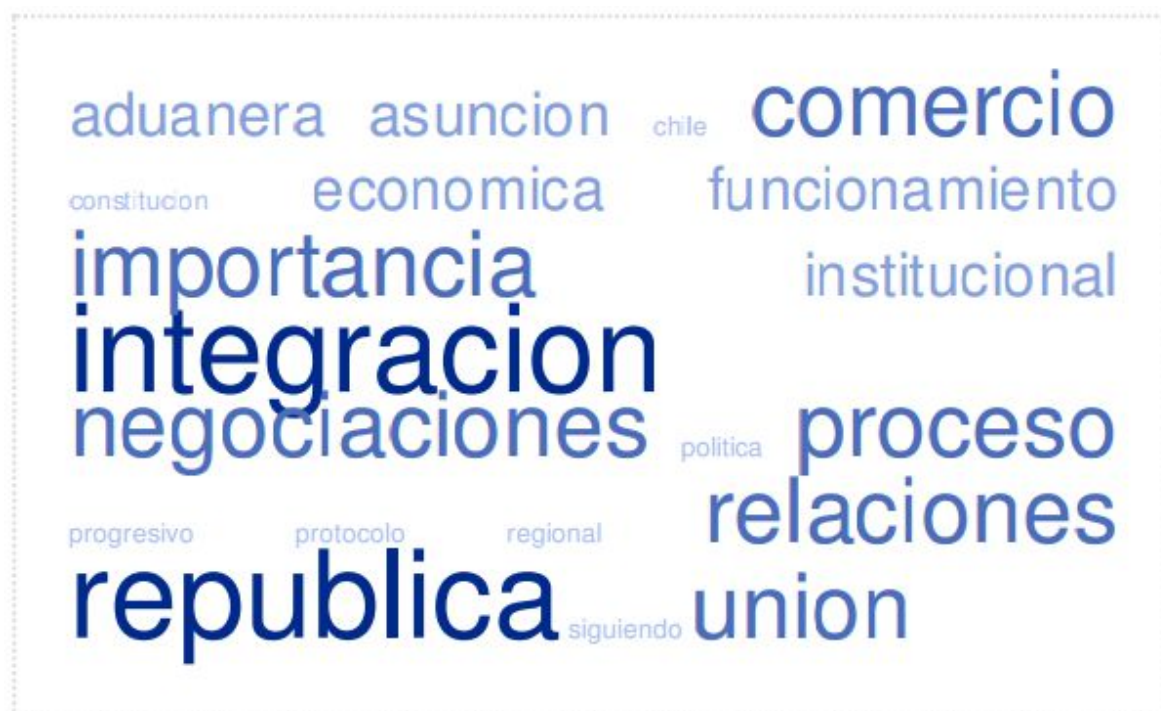 aduanera asuncion chile comercio
constitucion economica funcionamiento
importancia institucional
integracion
negociaciones politica proceso
progresivo protocolo regional relaciones
republica siguiendo union